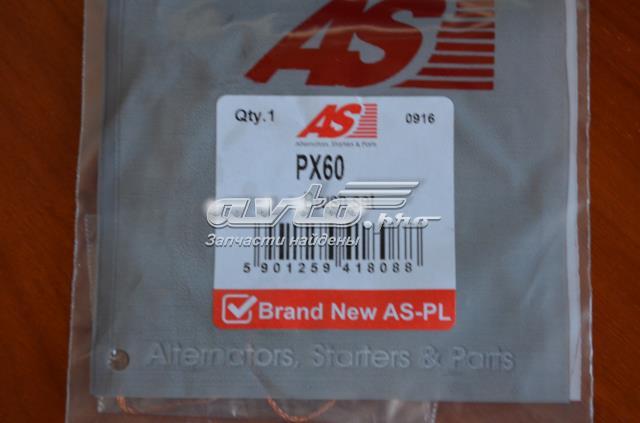 AS
Qty.1
AS
0916
Alternators, Starters & Parts
PX60
avto.pro
Запчасти найдены
5 901259 418088
Brand New AS-PL
Alternators, Starters & Parts